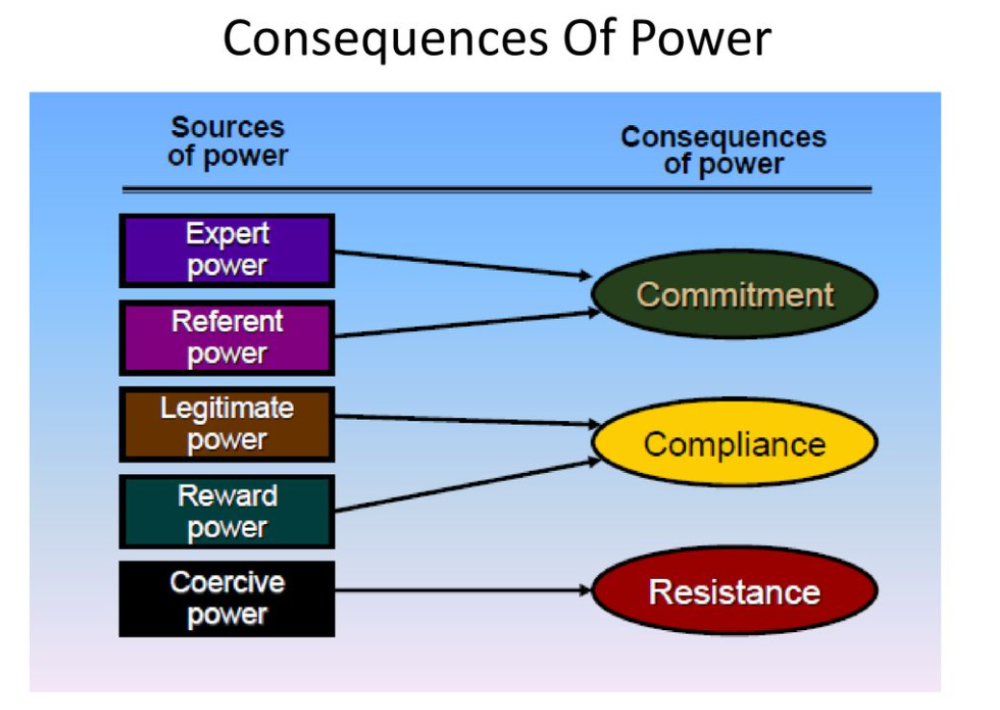 Consequences Of Power
Sources
of power
Consequences
of power
Expert
power
Referent
power
Legitimate
power
Reward
power
Coercive
power
Commitment
Compliance
Resistance